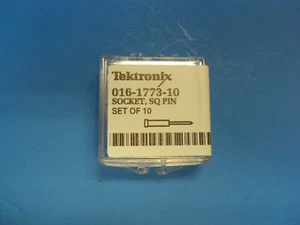 Tektronix
016-1773-10
SOCKET, SQ PIN
SET OF 10